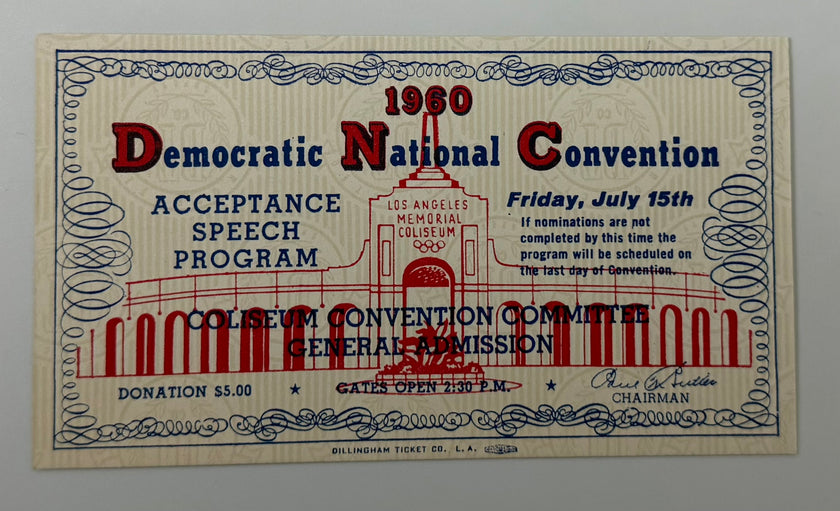 1960
Democratic National Convention
ACCEPTANCE
SPEECH
PROGRAM
LOS ANGELES
MEMORIAL
COLISEUM
Friday, July 15th
If nominations are not
completed by this time the
program will be scheduled on
the last day of Convention.
COLISEUM CONVENTION COMMITTEE
GENERAL ADMISSION
DONATION $5.00 ★ GATES OPEN 2:30 P.M. ★
CHAIRMAN
DILLINGHAM TICKET CO., L. A.